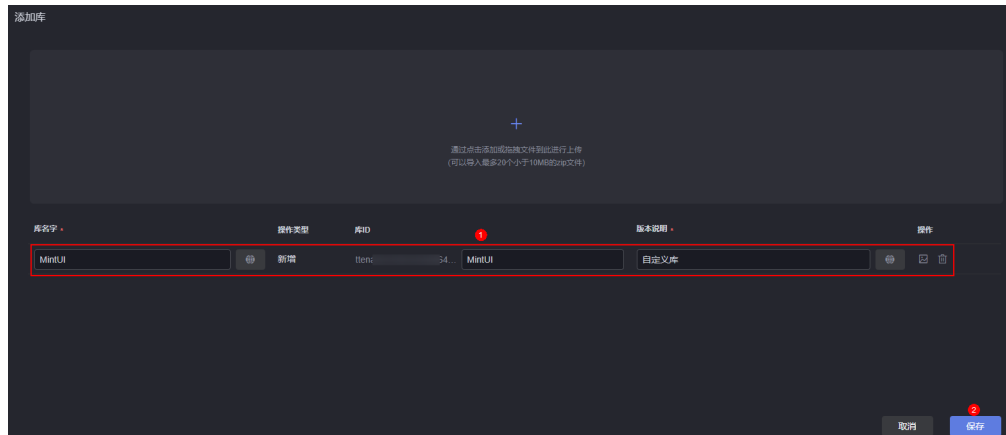 添加库
通过点击添加或拖拽文件到此进行上传
(可以导入最多20个小于10MB的zip文件)
库名字 操作类型 库ID 1 版本说明 操作
MintUI 新增 MintUI 自定义库
2
取消 保存